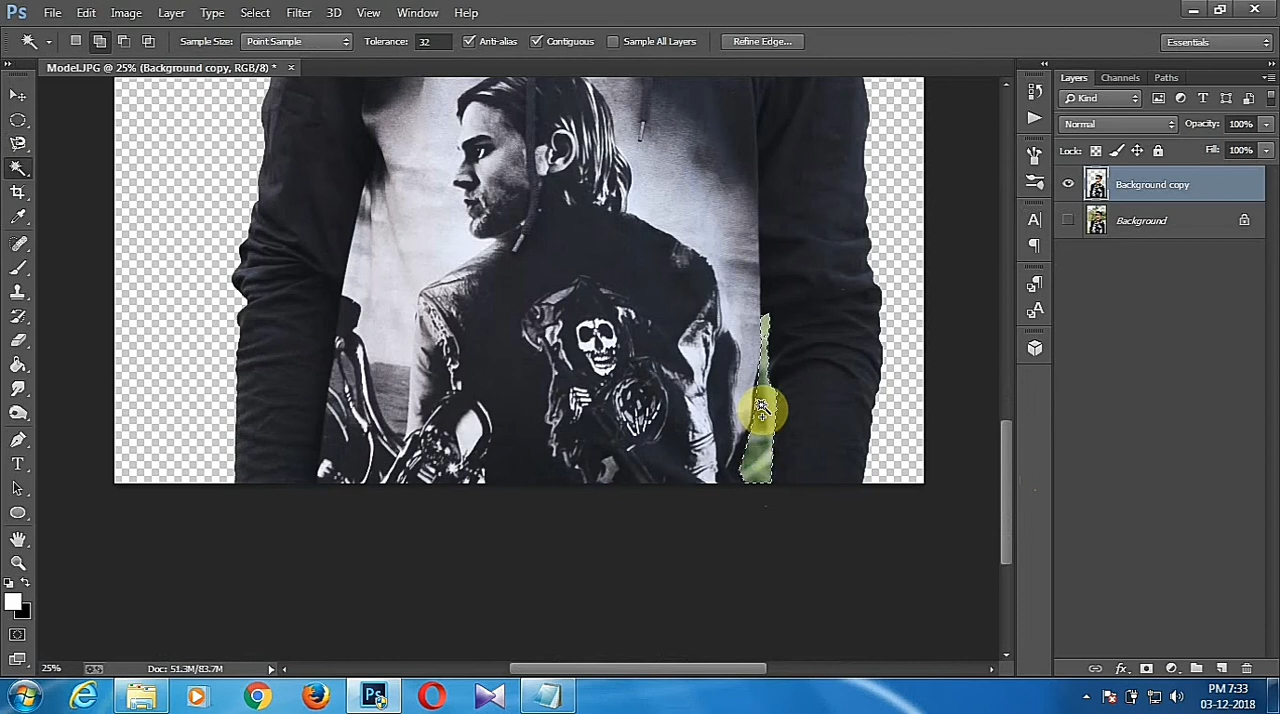 Ps File Edit Image Layer Type Select Filter 3D View Window Help
Sample Size: Point Sample Tolerance: 32 Anti-alias Contiguous Sample All Layers Refine Edge... Essentials
Model.JPG @ 25% (Background copy, RGB/8) *
Layers Channels Paths
Kind
Normal Opacity: 100%
Lock: Fill: 100%
Background copy
Background
25% Doc: 51.3M/83.7M
Ps
PM 7:33
03-12-2018